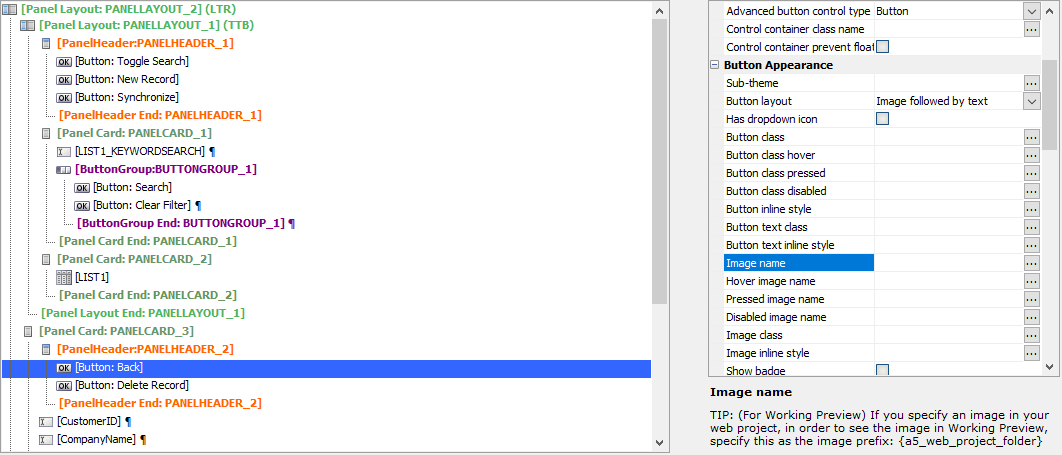 [Panel Layout: PANELLAYOUT_2] (LTR)
[Panel Layout: PANELLAYOUT_1] (TTB)
[PanelHeader:PANELHEADER_1]
OK [Button: Toggle Search]
OK [Button: New Record]
OK [Button: Synchronize]
[PanelHeader End: PANELHEADER_1]
[Panel Card: PANELCARD_1]
[LIST1_KEYWORDSEARCH] ¶
[ButtonGroup:BUTTONGROUP_1]
OK [Button: Search]
OK [Button: Clear Filter] ¶
[ButtonGroup End: BUTTONGROUP_1] ¶
[Panel Card End: PANELCARD_1]
[Panel Card: PANELCARD_2]
[LIST1]
[Panel Card End: PANELCARD_2]
[Panel Layout End: PANELLAYOUT_1]
[Panel Card: PANELCARD_3]
[PanelHeader:PANELHEADER_2]
OK [Button: Back]
OK [Button: Delete Record]
[PanelHeader End: PANELHEADER_2]
[CustomerID] ¶
[CompanyName] ¶
Advanced button control type Button
Control container class name ...
Control container prevent float
Button Appearance
Sub-theme ...
Button layout Image followed by text
Has dropdown icon
Button class ...
Button class hover ...
Button class pressed ...
Button class disabled ...
Button inline style ...
Button text class ...
Button text inline style ...
Image name ...
Hover image name ...
Pressed image name ...
Disabled image name ...
Image class ...
Image inline style ...
Show badge
Image name
TIP: (For Working Preview) If you specify an image in your
web project, in order to see the image in Working Preview,
specify this as the image prefix: {a5_web_project_folder}